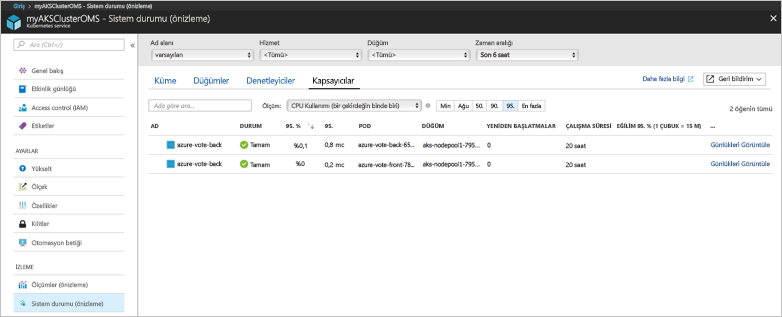 Giriş > myAKSClusterOMS - Sistem durumu (önizleme)
myAKSClusterOMS - Sistem durumu (önizleme)
Kubernetes service
Ara (Ctrl+/)
Genel bakış
Etkinlik günlüğü
Access control (IAM)
Etiketler
AYARLAR
Yükselt
Ölçek
Özellikler
Kilitler
Otomasyon betiği
İZLEME
Ölçümler (önizleme)
Sistem durumu (önizleme)
Ad alanı Hizmet Düğüm Zaman aralığı
varsayılan <Tümü> <Tümü> Son 6 saat
Küme Düğümler Denetleyiciler Kapsayıcılar Daha fazla bilgi Geri bildirim
Ada göre ara... Ölçüm: CPU Kullanımı (bir çekirdeğin binde biri) Min Ağu 50. 90. 95. En fazla 2 öğenin tümü
AD DURUM 95. % 95. POD DÜĞÜM YENİDEN BAŞLATMALAR ÇALIŞMA SÜRESİ EĞİLİM 95. % (1 ÇUBUK = 15 M) ...
azure-vote-back Tamam %0,1 0,8 mc azure-vote-back-65... aks-nodepool1-795... 0 20 saat Günlükleri Görüntüle
azure-vote-back Tamam %0 0,2 mc azure-vote-front-78... aks-nodepool1-795... 0 20 saat Günlükleri Görüntüle